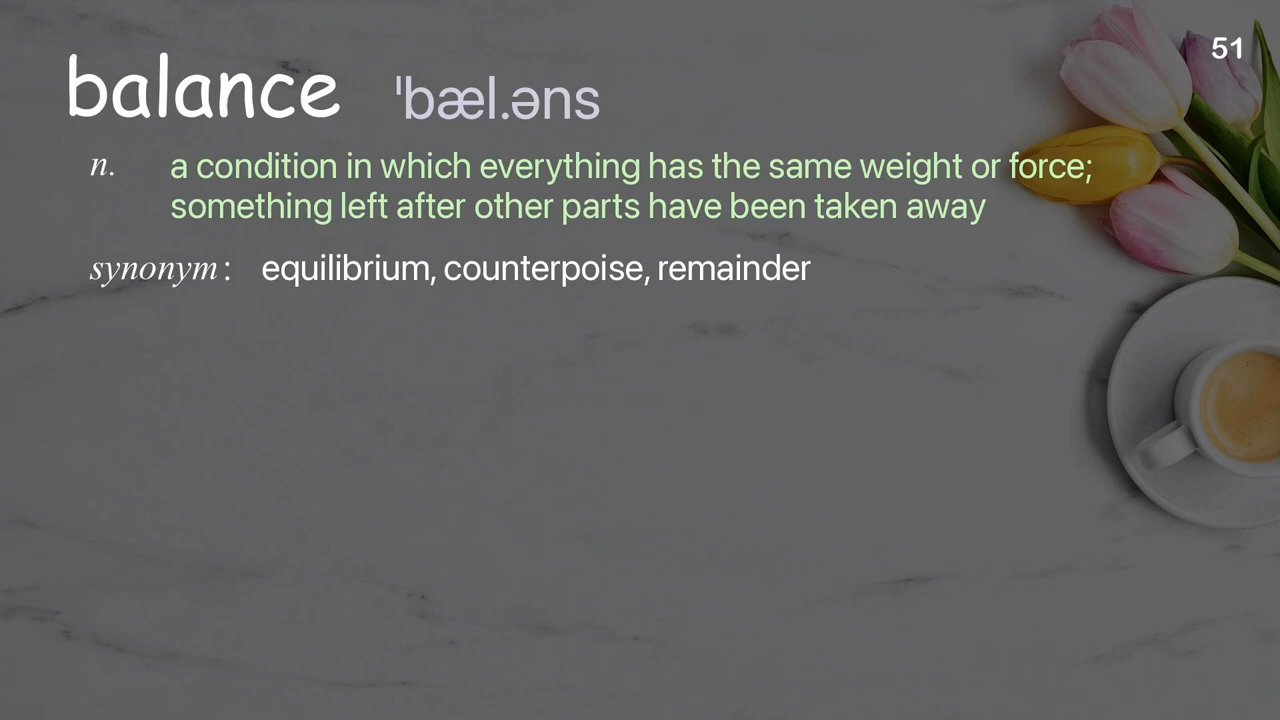 51
balance ˈbæl.əns
n. a condition in which everything has the same weight or force;
something left after other parts have been taken away
synonym: equilibrium, counterpoise, remainder